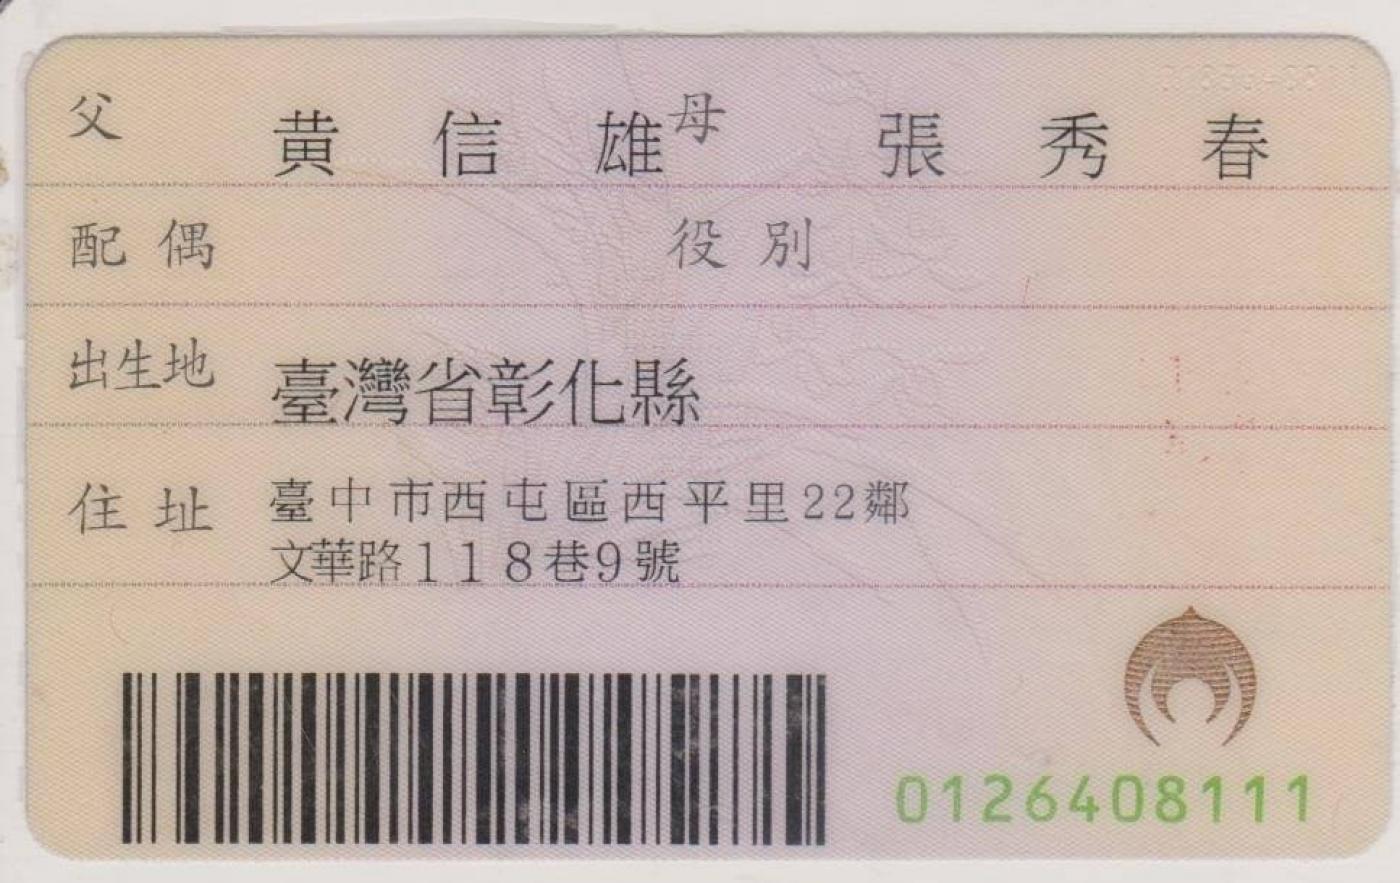 父 黄信雄 母 張秀春
配偶 役別
出生地 臺灣省彰化縣
住址 臺中市西屯區西平里22鄰
文華路118巷9號
0126408111